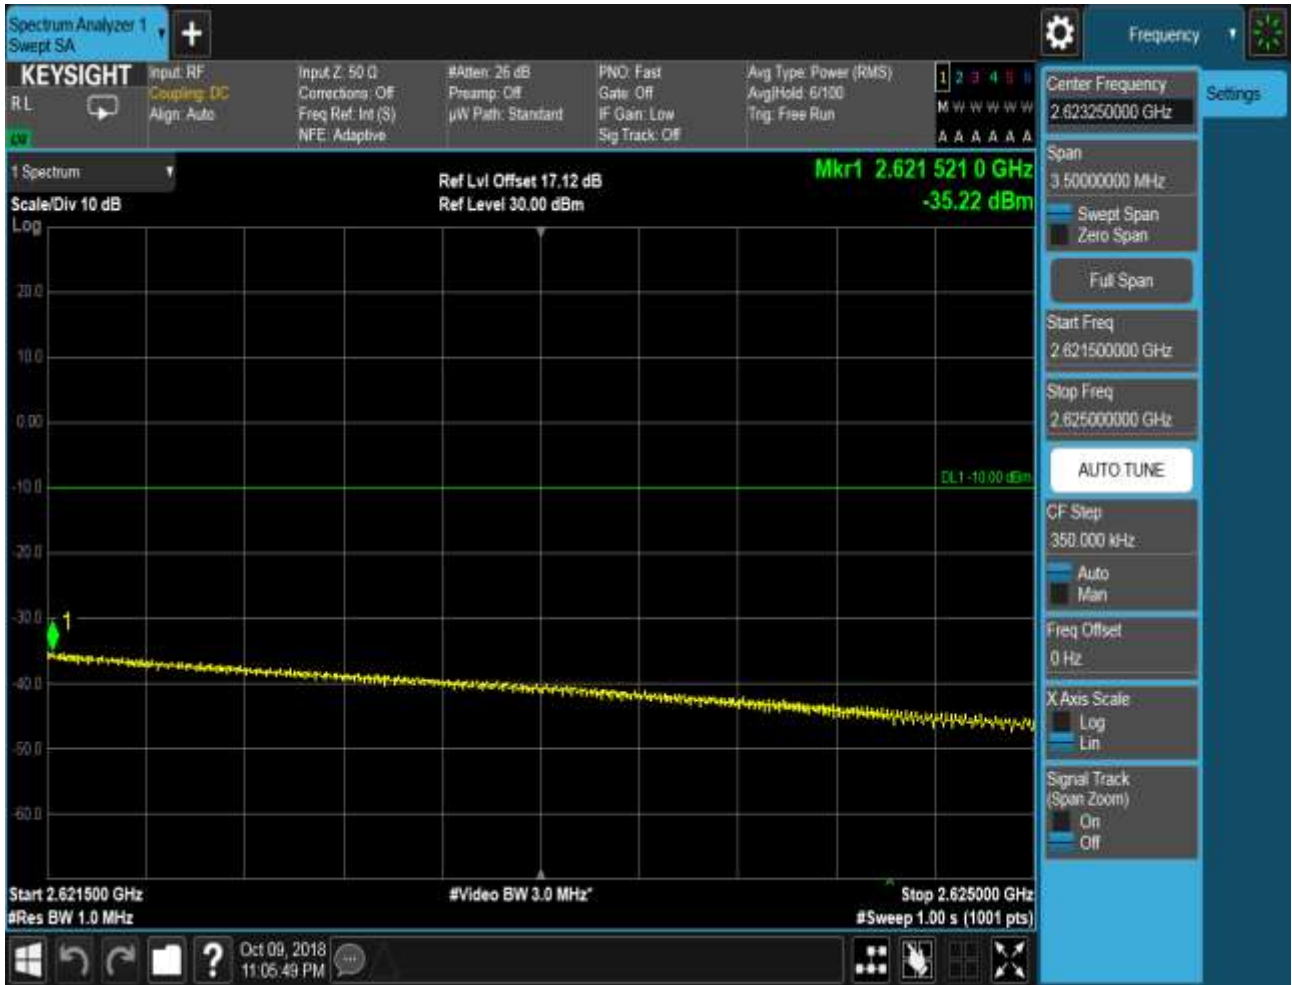 Spectrum Analyzer 1
Swept SA
+
Frequency
KEYSIGHT
RL
Input: RF
Coupling: DC
Align: Auto
Input Z: 50 Ω
Corrections: Off
Freq Ref: Int (S)
NFE: Adaptive
#Atten: 26 dB
Preamp: Off
µW Path: Standard
PNO: Fast
Gate: Off
IF Gain: Low
Sig Track: Off
Avg Type: Power (RMS)
Avg|Hold: 6/100
Trig: Free Run
1 2 3 4 5 6
M W W W W W
A A A A A A
1 Spectrum
Scale/Div 10 dB
Log
Ref Lvl Offset 17.12 dB
Ref Level 30.00 dBm
Mkr1 2.621 521 0 GHz
-35.22 dBm
20.0
10.0
0.00
-10.0
-20.0
-30.0
-40.0
-50.0
-60.0
DL1 -10.00 dBm
1
Start 2.621500 GHz
#Res BW 1.0 MHz
#Video BW 3.0 MHz*
Stop 2.625000 GHz
#Sweep 1.00 s (1001 pts)
Center Frequency
2.623250000 GHz
Settings
Span
3.50000000 MHz
Swept Span
Zero Span
Full Span
Start Freq
2.621500000 GHz
Stop Freq
2.625000000 GHz
AUTO TUNE
CF Step
350.000 kHz
Auto
Man
Freq Offset
0 Hz
X Axis Scale
Log
Lin
Signal Track
(Span Zoom)
On
Off
?
Oct 09, 2018
11:05:49 PM